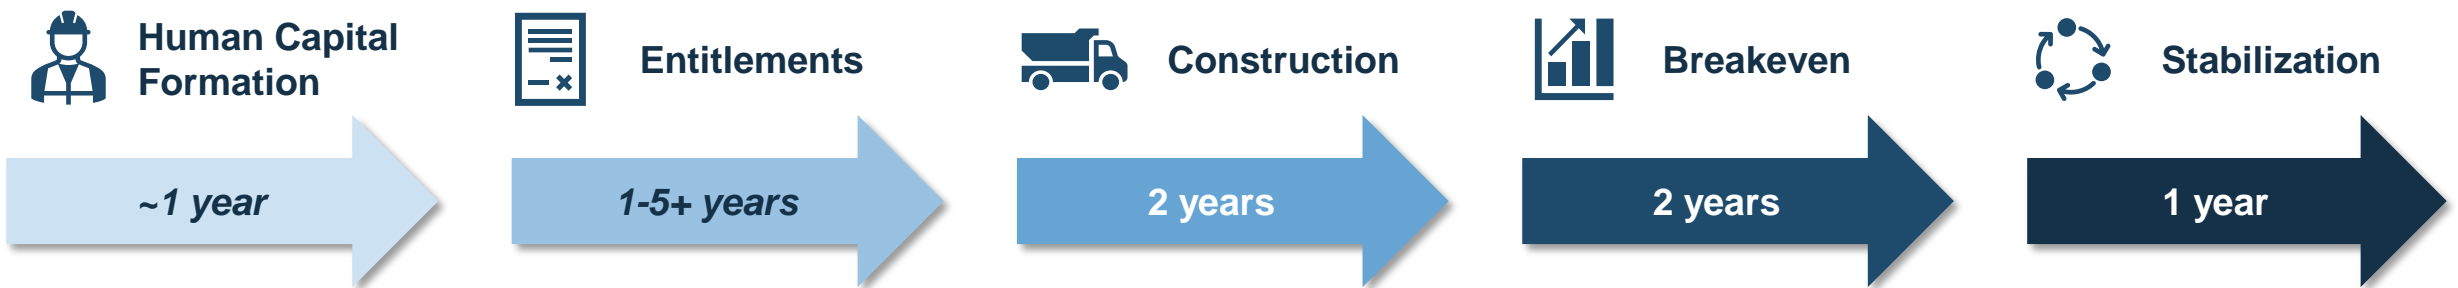 Human Capital
Formation
~1 year
Entitlements
1-5+ years
Construction
2 years
Breakeven
2 years
Stabilization
1 year